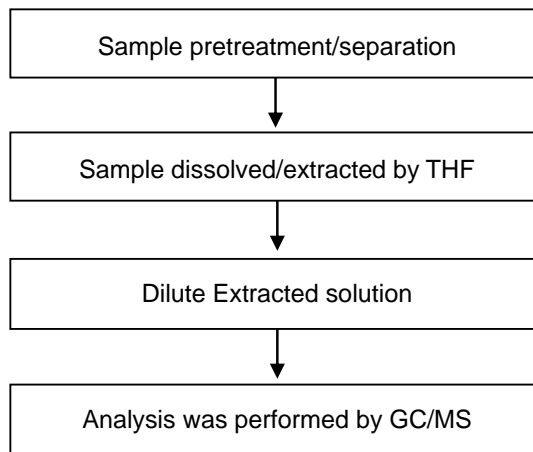 Sample pretreatment/separation
Sample dissolved/extracted by THF
Dilute Extracted solution
Analysis was performed by GC/MS